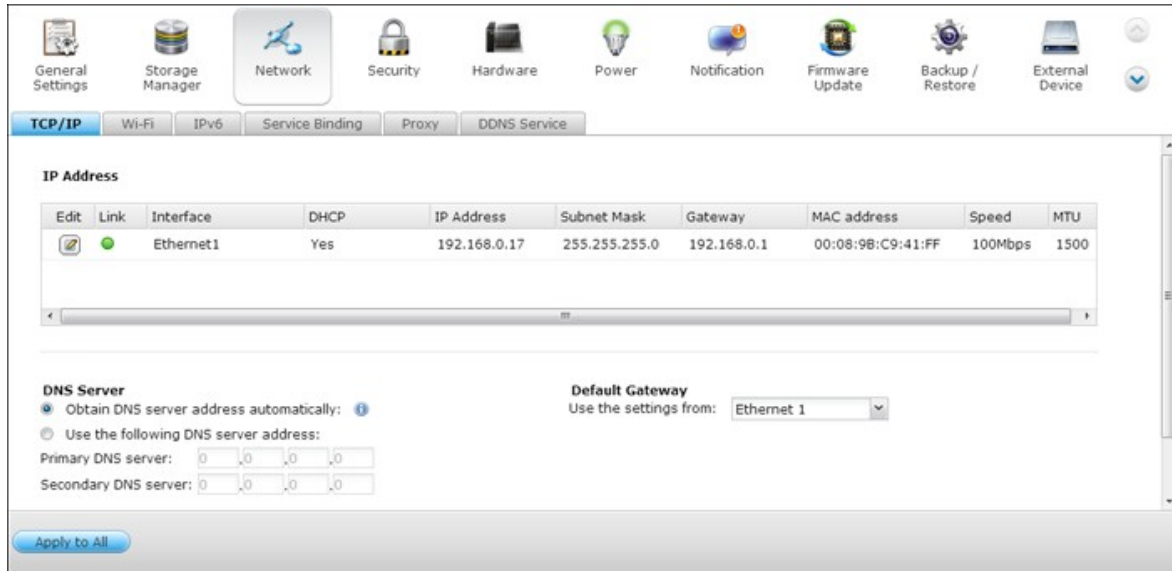 General Settings
Storage Manager
Network
Security
Hardware
Power
Notification
Firmware Update
Backup / Restore
External Device
TCP/IP
Wi-Fi
IPv6
Service Binding
Proxy
DDNS Service
IP Address
Edit Link Interface DHCP IP Address Subnet Mask Gateway MAC address Speed MTU
Ethernet1 Yes 192.168.0.17 255.255.255.0 192.168.0.1 00:08:9B:C9:41:FF 100Mbps 1500
DNS Server
Obtain DNS server address automatically:
Use the following DNS server address:
Primary DNS server: 0 .0 .0 .0
Secondary DNS server: 0 .0 .0 .0
Default Gateway
Use the settings from: Ethernet 1
Apply to All